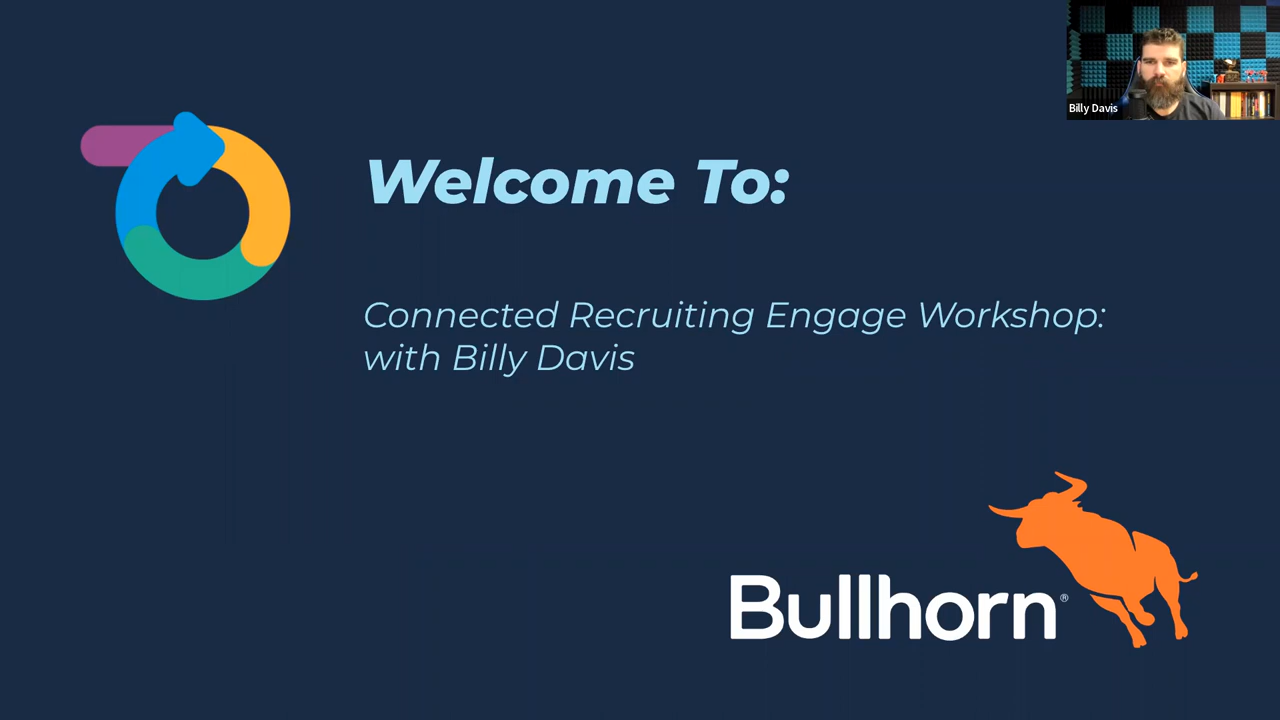 Billy Davis
Welcome To:
Connected Recruiting Engage Workshop:
with Billy Davis
Bullhorn®